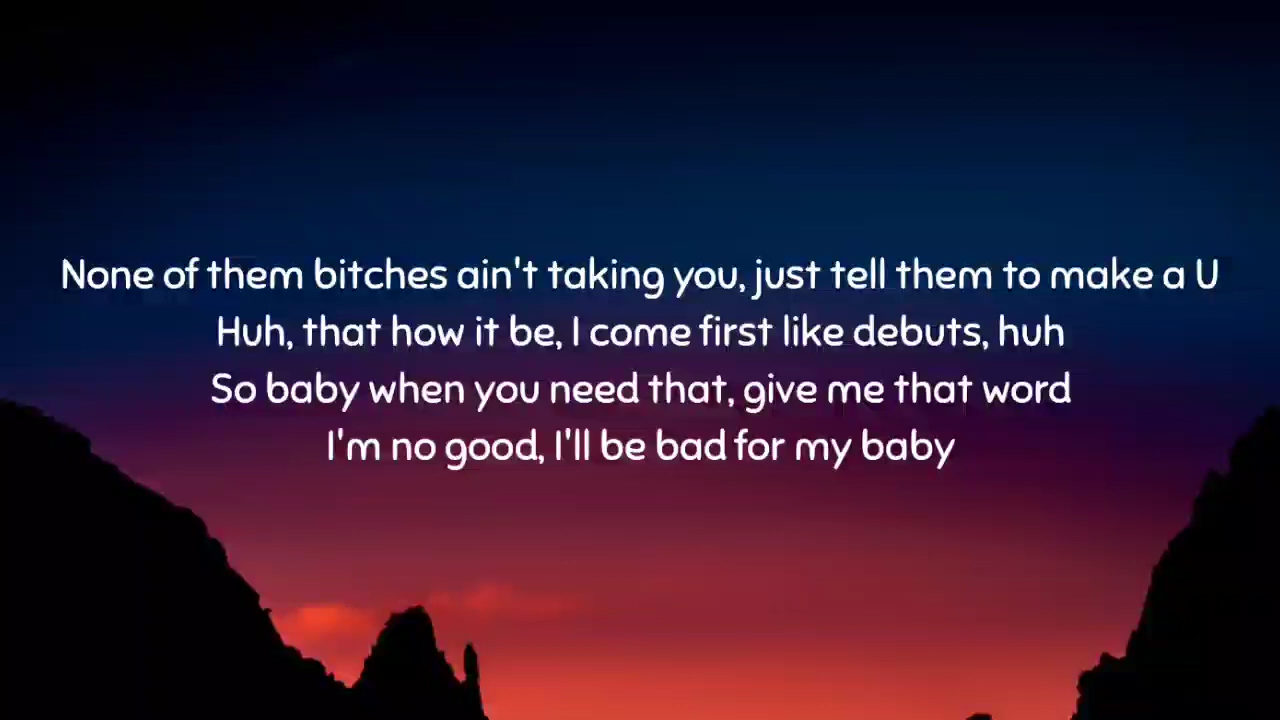 None of them bitches ain't taking you, just tell them to make a U
Huh, that how it be, I come first like debuts, huh
So baby when you need that, give me that word
I'm no good, I'll be bad for my baby